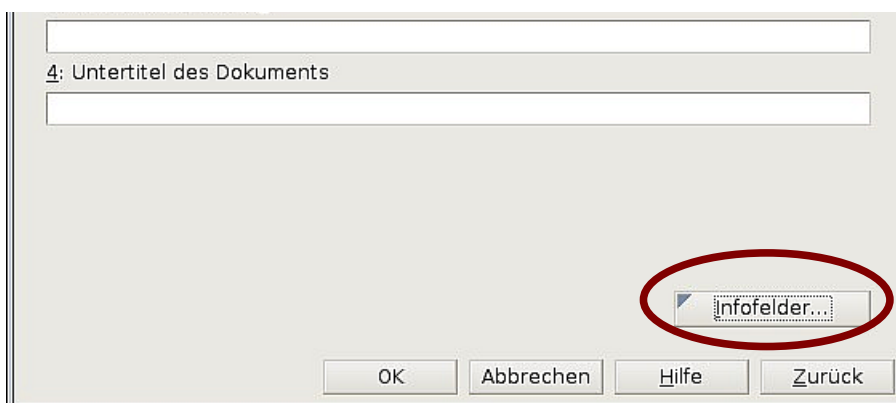 4: Untertitel des Dokuments
Infofelder...
OK Abbrechen Hilfe Zurück